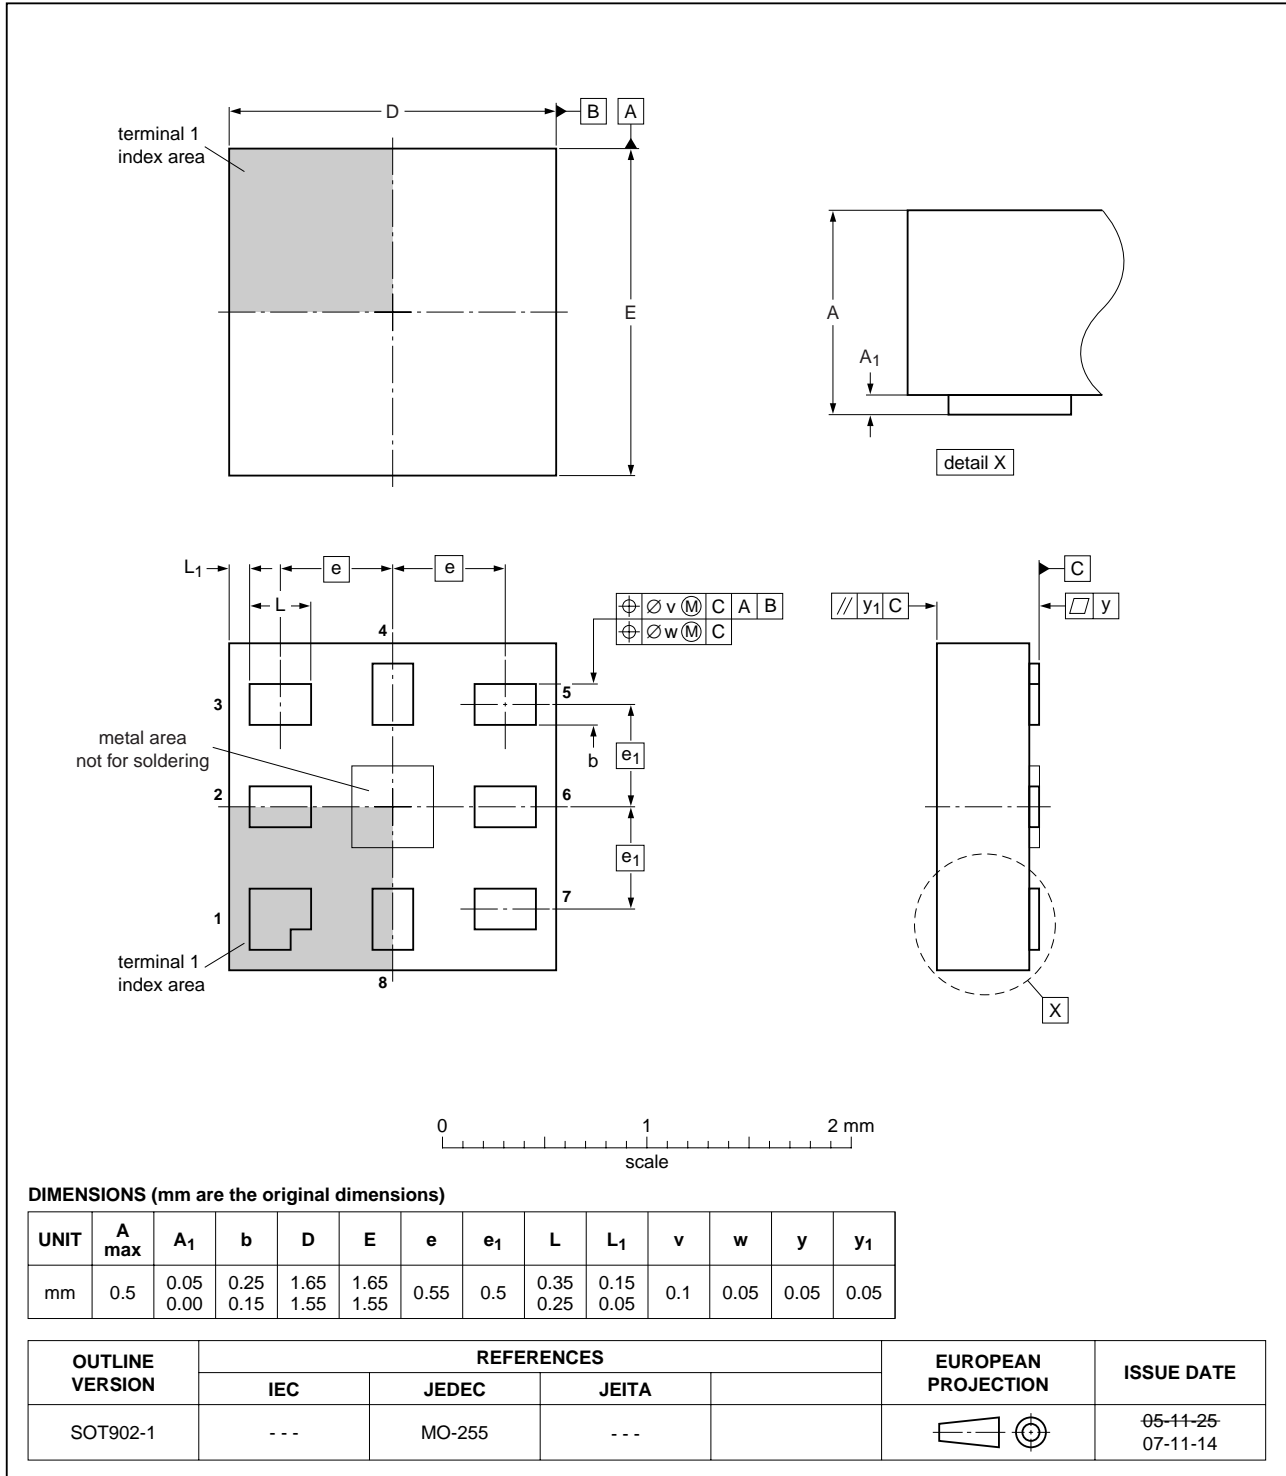 D
B
A
terminal 1
index area
E
A
A1
detail X
L1
e
e
L
4
⌖ ∅ v Ⓜ C A B
⌖ ∅ w Ⓜ C
// y1 C
C
▱ y
3
5
metal area
not for soldering
b
e1
2
6
e1
1
7
terminal 1
index area
8
X
0 1 2 mm
scale
DIMENSIONS (mm are the original dimensions)
UNIT A max A1 b D E e e1 L L1 v w y y1
mm 0.5 0.05 0.00 0.25 0.15 1.65 1.55 1.65 1.55 0.55 0.5 0.35 0.25 0.15 0.05 0.1 0.05 0.05 0.05
OUTLINE VERSION REFERENCES EUROPEAN PROJECTION ISSUE DATE
IEC JEDEC JEITA
SOT902-1 - - - MO-255 - - - 05-11-25
07-11-14